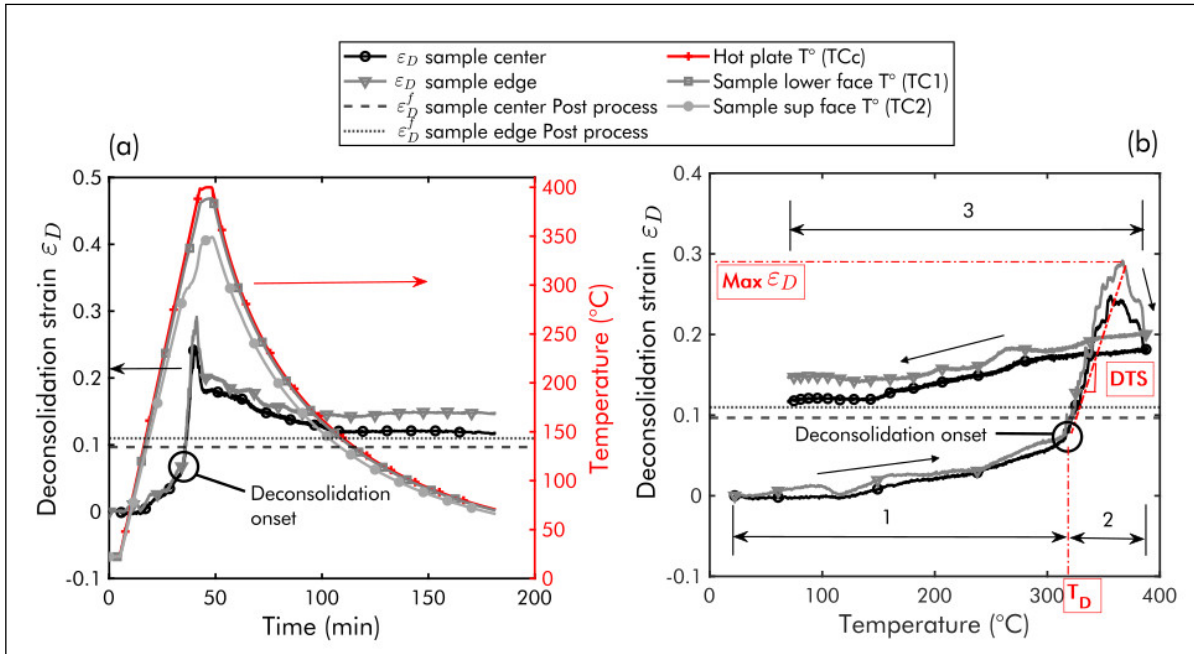 ε_D sample center
ε_D sample edge
ε_D^f sample center Post process
ε_D^f sample edge Post process
Hot plate T° (TCc)
Sample lower face T° (TC1)
Sample sup face T° (TC2)
(a)
Deconsolidation strain ε_D
0.5
0.4
0.3
0.2
0.1
0
-0.1
Deconsolidation
onset
400
350
300
250
200
150
100
50
0
Temperature (°C)
0
50
100
150
200
Time (min)
(b)
Deconsolidation strain ε_D
0.4
0.3
0.2
0.1
0
-0.1
3
Max ε_D
DTS
Deconsolidation onset
1
2
T_D
0
100
200
300
400
Temperature (°C)